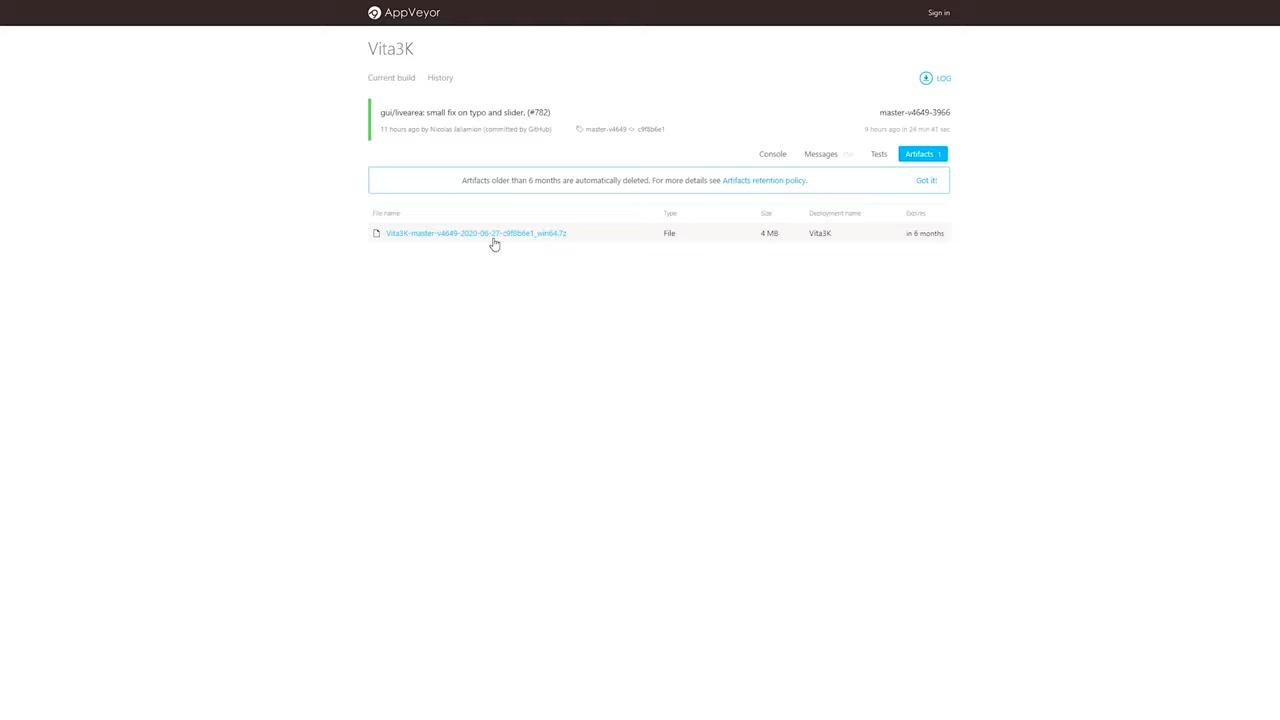 AppVeyor
Sign in
Vita3K
Current build History
LOG
gui/livearea: small fix on typo and slider. (#782)
master-v4649-3966
11 hours ago by Nicolas Jallamion (committed by GitHub)
master-v4649 c9f8b6e1
9 hours ago in 24 min 41 sec
Console Messages Tests Artifacts 1
Artifacts older than 6 months are automatically deleted. For more details see Artifacts retention policy.
Got it!
File name Type Size Deployment name Expires
Vita3K-master-v4649-2020-06-27-c9f8b6e1_win64.7z File 4 MB Vita3K in 6 months